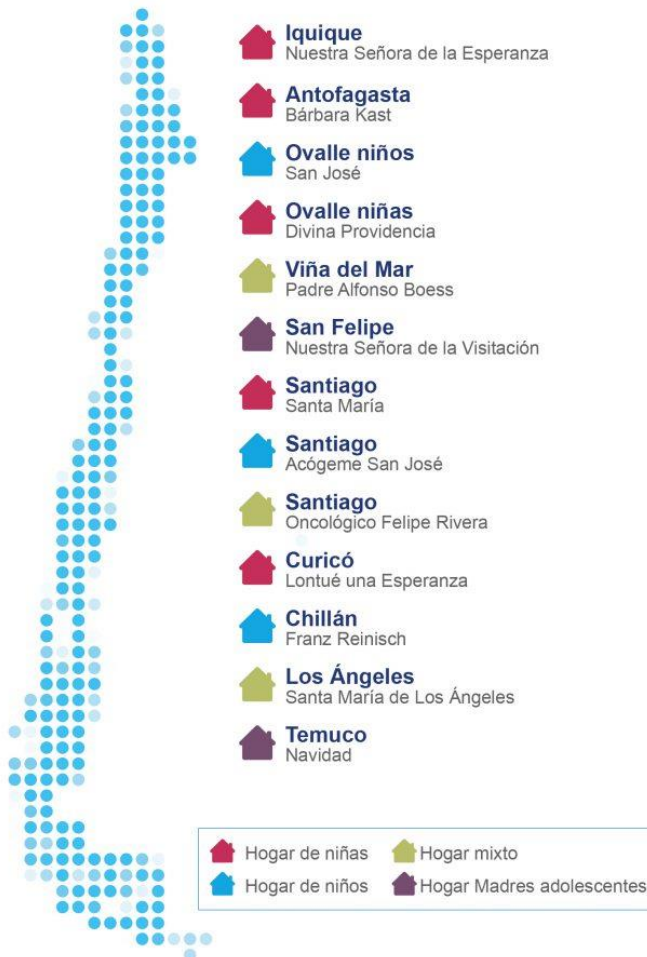 Iquique
Nuestra Señora de la Esperanza
Antofagasta
Bárbara Kast
Ovalle niños
San José
Ovalle niñas
Divina Providencia
Viña del Mar
Padre Alfonso Boess
San Felipe
Nuestra Señora de la Visitación
Santiago
Santa María
Santiago
Acógeme San José
Santiago
Oncológico Felipe Rivera
Curicó
Lontué una Esperanza
Chillán
Franz Reinisch
Los Ángeles
Santa María de Los Ángeles
Temuco
Navidad
Hogar de niñas Hogar mixto
Hogar de niños Hogar Madres adolescentes